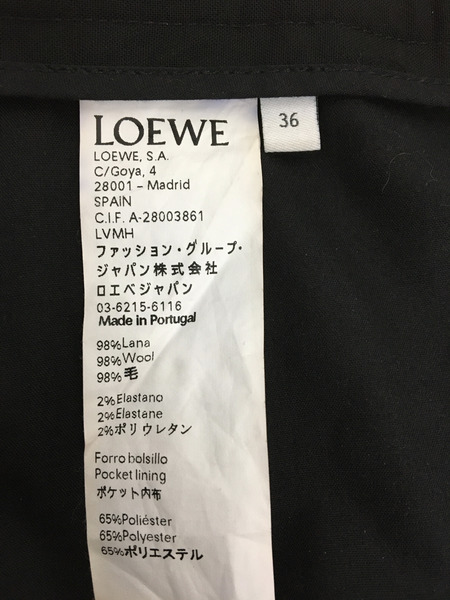 LOEWE
36
LOEWE, S.A.
C/Goya, 4
28001 – Madrid
SPAIN
C.I.F. A-28003861
LVMH
ファッション・グループ・
ジャパン株式会社
ロエベジャパン
03-6215-6116
Made in Portugal
98%Lana
98%Wool
98%毛
2%Elastano
2%Elastane
2%ポリウレタン
Forro bolsillo
Pocket lining
ポケット内布
65%Poliéster
65%Polyester
65%ポリエステル